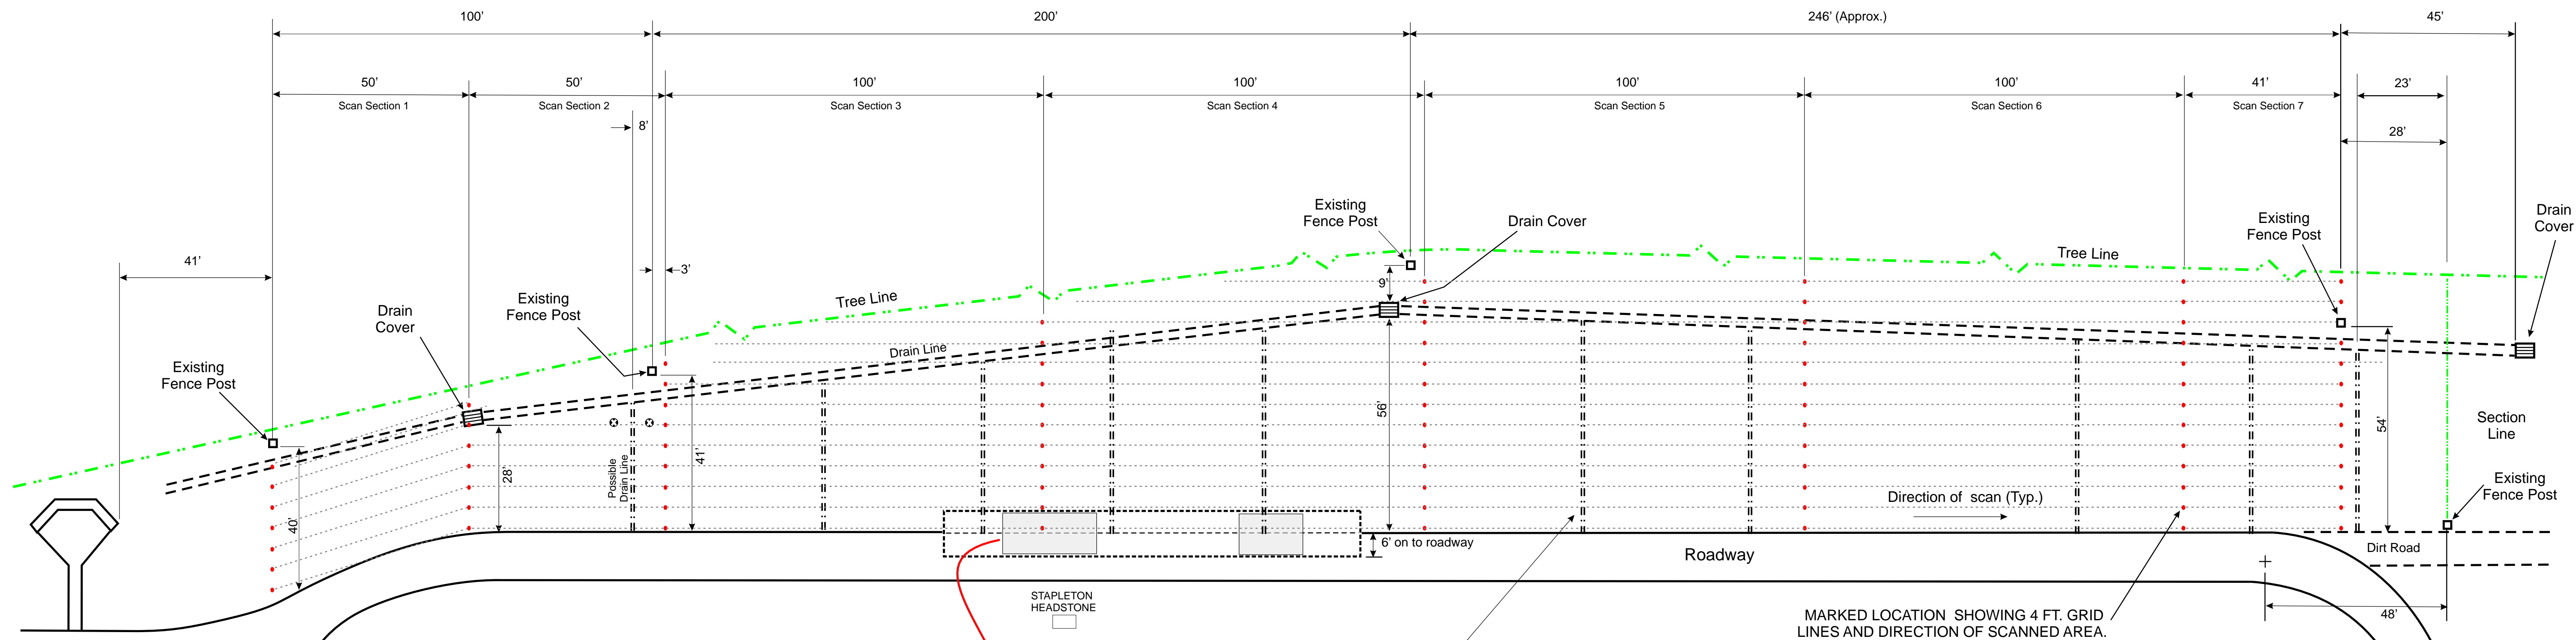 100’
200’
246’ (Approx.)
45’
50’
50’
100’
100’
100’
100’
41’
23’
Scan Section 1
Scan Section 2
Scan Section 3
Scan Section 4
Scan Section 5
Scan Section 6
Scan Section 7
8’
28’
41’
3’
9’
Existing
Fence Post
Drain Cover
Existing
Fence Post
Drain
Cover
Tree Line
Tree Line
Existing
Fence Post
Drain
Cover
Drain Line
Existing
Fence Post
40’
28’
Possible
Drain Line
41’
56’
54’
Section
Line
Existing
Fence Post
Direction of scan (Typ.)
6’ on to roadway
Roadway
Dirt Road
STAPLETON
HEADSTONE
MARKED LOCATION SHOWING 4 FT. GRID
LINES AND DIRECTION OF SCANNED AREA.
48’